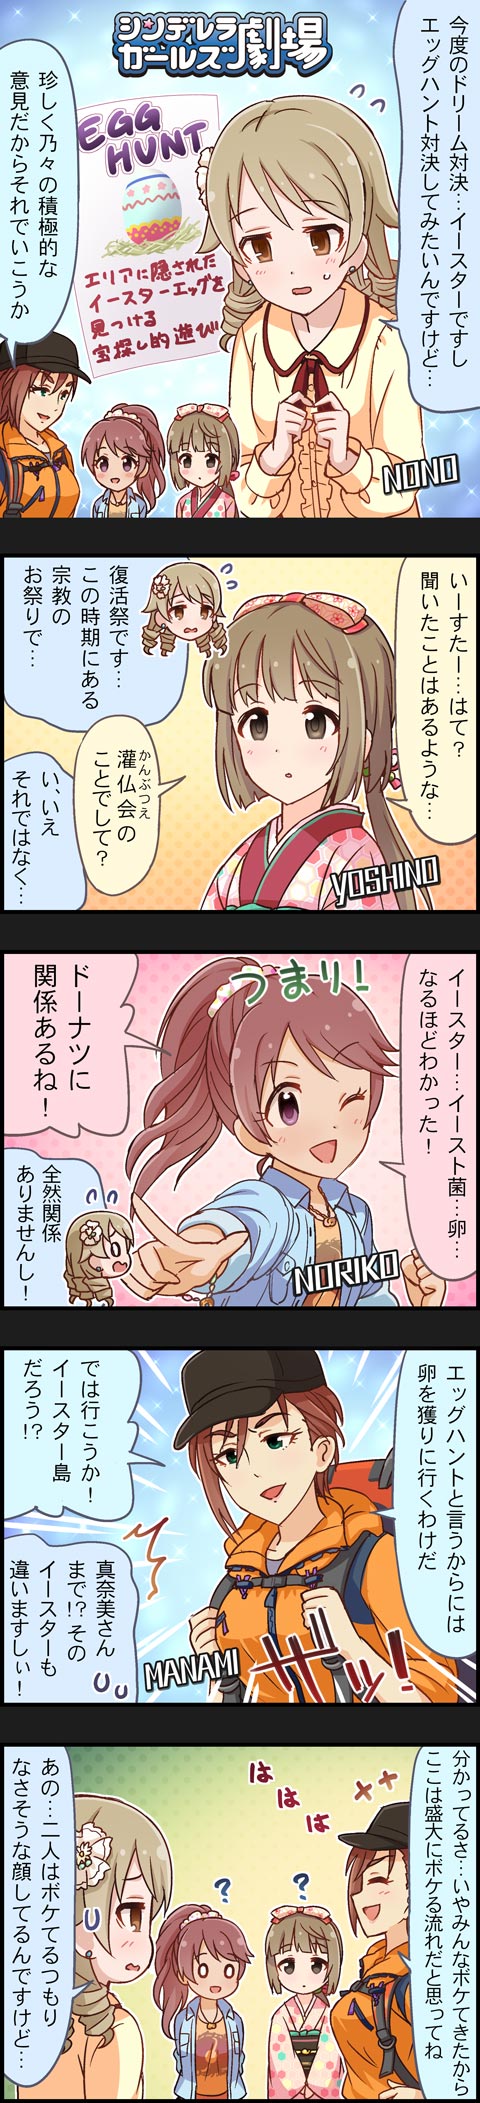 シンデレラ
ガールズ劇場
今度のドリーム対決…イースターですし
エッグハント対決してみたいんですけど…
EGG
HUNT
エリアに隠された
イースターエッグを
見つける
宝探し的遊び
珍しく乃々の積極的な
意見だからそれでいこうか
NONO
いーすたー…はて？
聞いたことはあるような…
復活祭です…
この時期にある
宗教の
お祭りで…
灌仏会の
かんぶつえ
ことでして？
い、いえ
それではなく…
YOSHINO
イースター…イースト菌…卵…
なるほどわかった！
つまり！
ドーナツに
関係あるね！
全然関係
ありませんし！
NORIKO
エッグハントと言うからには
卵を獲りに行くわけだ
では行こうか！
イースター島
だろう!?
真奈美さん
まで!?その
イースターも
違いますしぃ！
MANAMI
ザッ！
分かってるさ…いやみんなボケてきたから
ここは盛大にボケる流れだと思ってね
ははは
？
？
あの…二人はボケてるつもり
なさそうな顔してるんですけど…